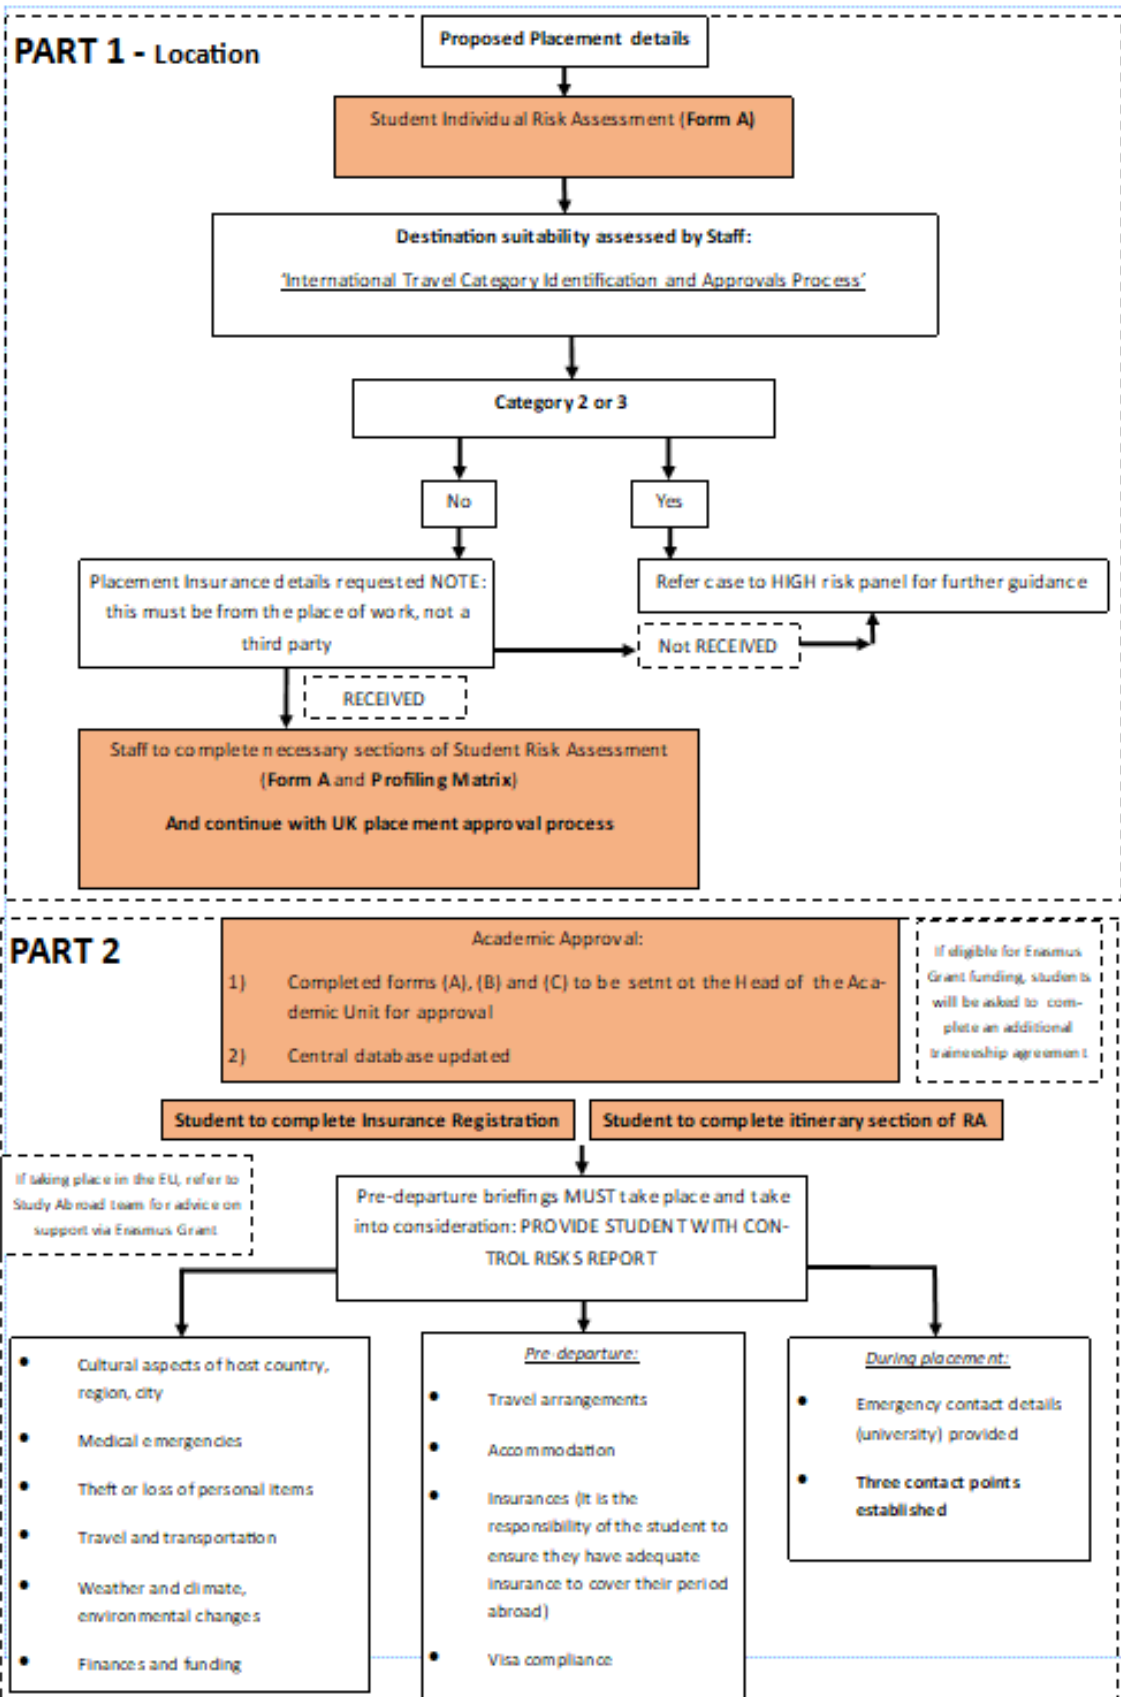 PART 1 - Location
Proposed Placement details
Student Individual Risk Assessment (Form A)
Destination suitability assessed by Staff:
'International Travel Category Identification and Approvals Process'
Category 2 or 3
No
Yes
Placement Insurance details requested NOTE:
this must be from the place of work, not a
third party
Refer case to HIGH risk panel for further guidance
Not RECEIVED
RECEIVED
Staff to complete necessary sections of Student Risk Assessment
(Form A and Profiling Matrix)
And continue with UK placement approval process
PART 2
Academic Approval:
1) Completed forms (A), (B) and (C) to be setnt ot the Head of the Aca-
demic Unit for approval
2) Central database updated
If eligible for Erasmus
Grant funding, students
will be asked to com-
plete an additional
traineeship agreement
Student to complete Insurance Registration
Student to complete itinerary section of RA
If taking place in the EU, refer to
Study Abroad team for advice on
support via Erasmus Grant
Pre-departure briefings MUST take place and take
into consideration: PROVIDE STUDENT WITH CON-
TROL RISKS REPORT
• Cultural aspects of host country,
region, city
• Medical emergencies
• Theft or loss of personal items
• Travel and transportation
• Weather and climate,
environmental changes
• Finances and funding
Pre-departure:
• Travel arrangements
• Accommodation
• Insurances (It is the
responsibility of the student to
ensure they have adequate
insurance to cover their period
abroad)
• Visa compliance
During placement:
• Emergency contact details
(university) provided
• Three contact points
established